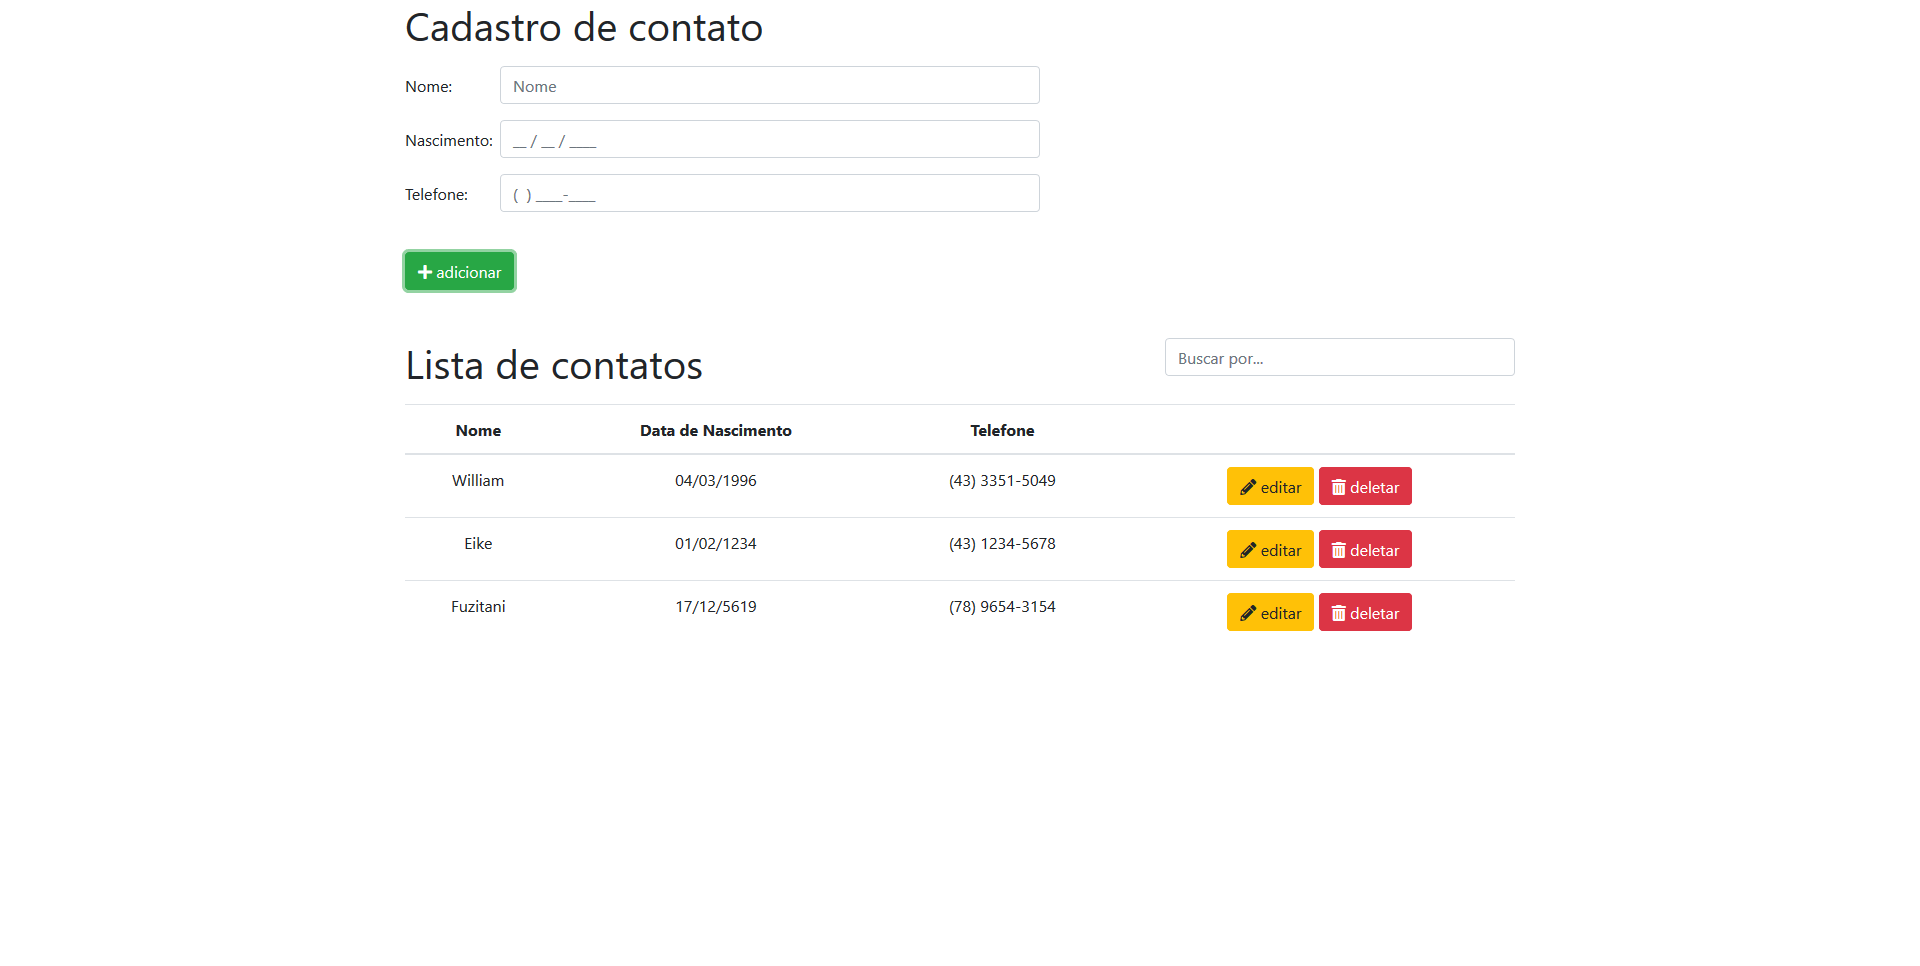 Cadastro de contato
Nome: Nome
Nascimento: __ / __ / ____
Telefone: ( ) ____-____
adicionar
Lista de contatos Buscar por...
Nome Data de Nascimento Telefone
William 04/03/1996 (43) 3351-5049 editar deletar
Eike 01/02/1234 (43) 1234-5678 editar deletar
Fuzitani 17/12/5619 (78) 9654-3154 editar deletar